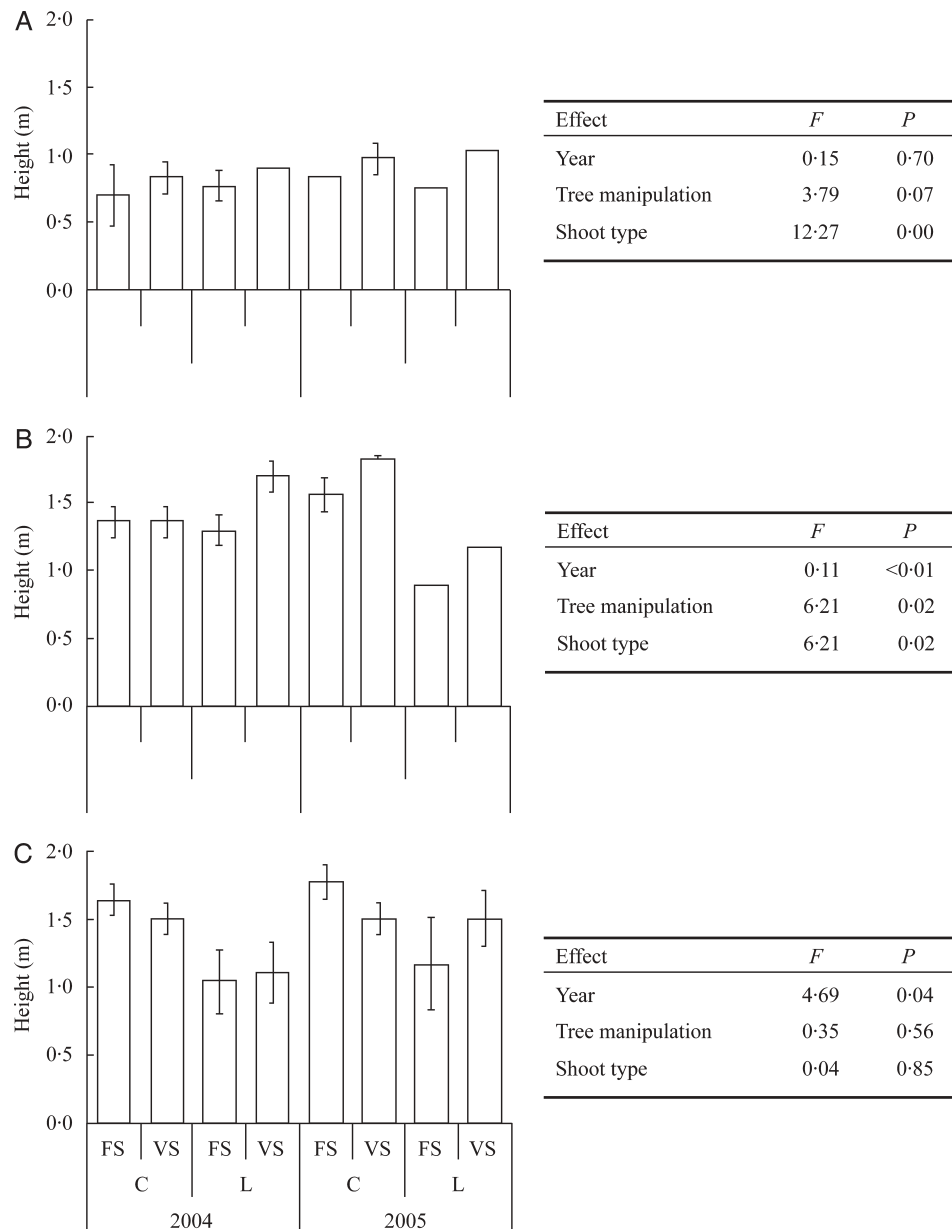 A
2·0
1·5
1·0
0·5
0·0
Height (m)
Effect F P
Year 0·15 0·70
Tree manipulation 3·79 0·07
Shoot type 12·27 0·00
B
2·0
1·5
1·0
0·5
0·0
Height (m)
Effect F P
Year 0·11 <0·01
Tree manipulation 6·21 0·02
Shoot type 6·21 0·02
C
2·0
1·5
1·0
0·5
0·0
Height (m)
Effect F P
Year 4·69 0·04
Tree manipulation 0·35 0·56
Shoot type 0·04 0·85
FS VS FS VS FS VS FS VS
C L C L
2004 2005